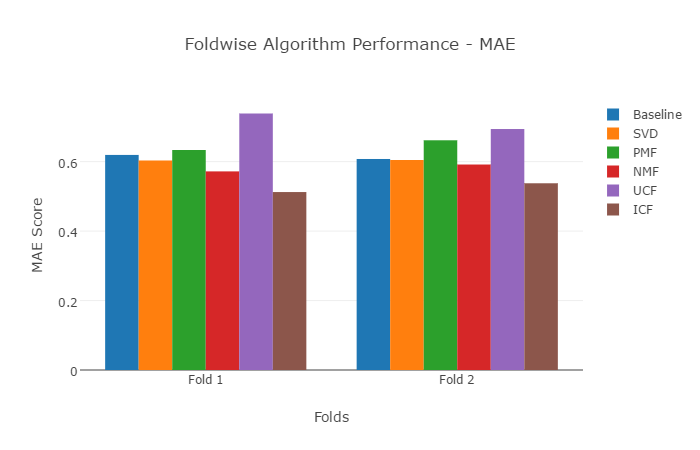 Foldwise Algorithm Performance - MAE
Baseline
SVD
PMF
NMF
UCF
ICF
MAE Score
0.6
0.4
0.2
0
Fold 1
Fold 2
Folds